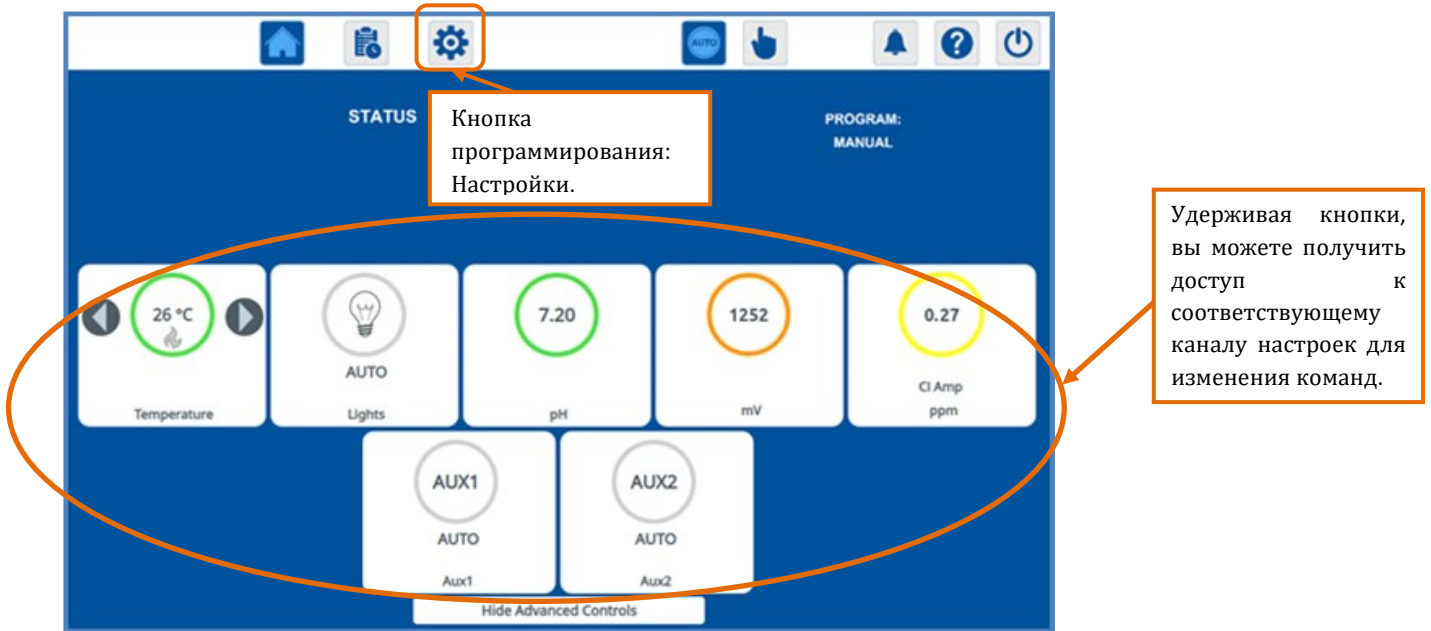 AUTO
?
STATUS
Кнопка
программирования:
Настройки.
PROGRAM:
MANUAL
Удерживая кнопки,
вы можете получить
доступ к
соответствующему
каналу настроек для
изменения команд.
26 °C
Temperature
AUTO
Lights
7.20
pH
1252
mV
0.27
Cl Amp
ppm
AUX1
AUTO
Aux1
AUX2
AUTO
Aux2
Hide Advanced Controls